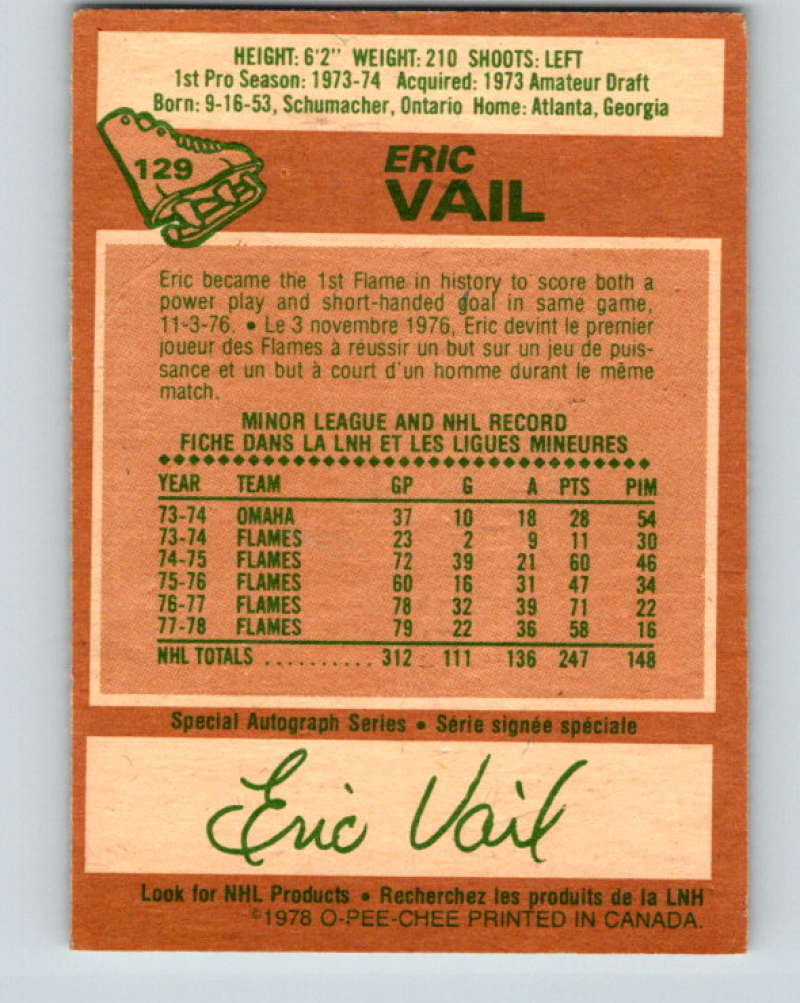 HEIGHT: 6'2" WEIGHT: 210 SHOOTS: LEFT
1st Pro Season: 1973-74 Acquired: 1973 Amateur Draft
Born: 9-16-53, Schumacher, Ontario Home: Atlanta, Georgia
129
ERIC
VAIL
Eric became the 1st Flame in history to score both a
power play and short-handed goal in same game,
11-3-76. • Le 3 novembre 1976, Eric devint le premier
joueur des Flames à réussir un but sur un jeu de puis-
sance et un but à court d'un homme durant le même
match.
MINOR LEAGUE AND NHL RECORD
FICHE DANS LA LNH ET LES LIGUES MINEURES
YEAR TEAM GP G A PTS PIM
73-74 OMAHA 37 10 18 28 54
73-74 FLAMES 23 2 9 11 30
74-75 FLAMES 72 39 21 60 46
75-76 FLAMES 60 16 31 47 34
76-77 FLAMES 78 32 39 71 22
77-78 FLAMES 79 22 36 58 16
NHL TOTALS .......... 312 111 136 247 148
Special Autograph Series • Série signée spéciale
Eric Vail
Look for NHL Products • Recherchez les produits de la LNH
©1978 O-PEE-CHEE PRINTED IN CANADA.